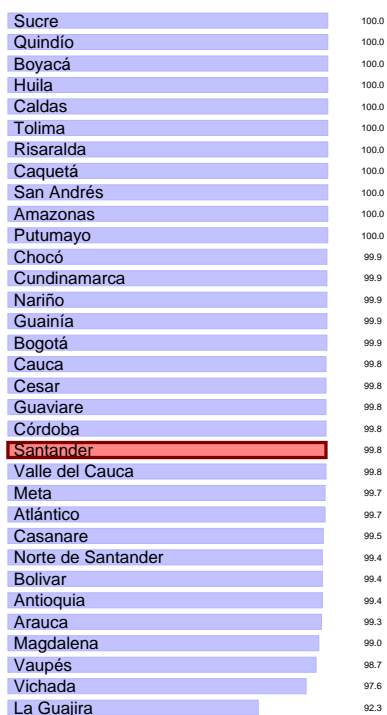 Sucre 100.0
Quindío 100.0
Boyacá 100.0
Huila 100.0
Caldas 100.0
Tolima 100.0
Risaralda 100.0
Caquetá 100.0
San Andrés 100.0
Amazonas 100.0
Putumayo 100.0
Chocó 99.9
Cundinamarca 99.9
Nariño 99.9
Guainía 99.9
Bogotá 99.9
Cauca 99.8
Cesar 99.8
Guaviare 99.8
Córdoba 99.8
Santander 99.8
Valle del Cauca 99.8
Meta 99.7
Atlántico 99.7
Casanare 99.5
Norte de Santander 99.4
Bolivar 99.4
Antioquia 99.4
Arauca 99.3
Magdalena 99.0
Vaupés 98.7
Vichada 97.6
La Guajira 92.3